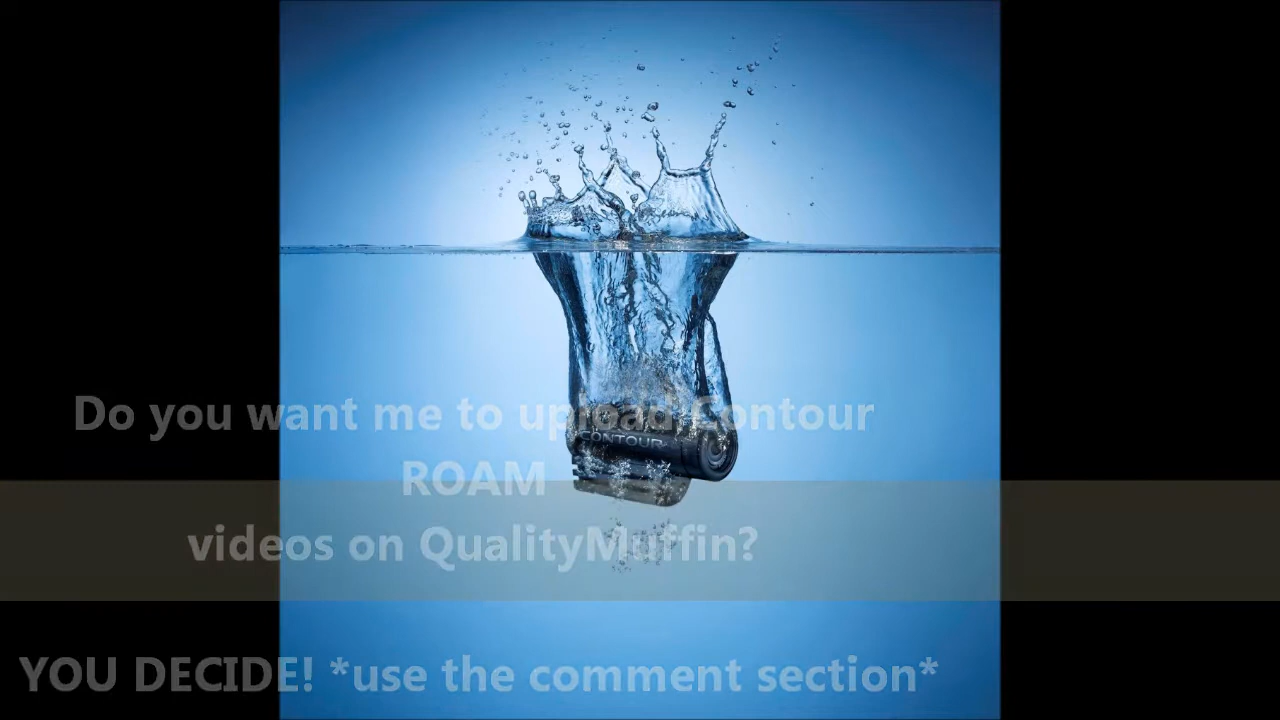 Do you want me to upload Contour
CONTOUR
ROAM
videos on QualityMuffin?
YOU DECIDE! *use the comment section*